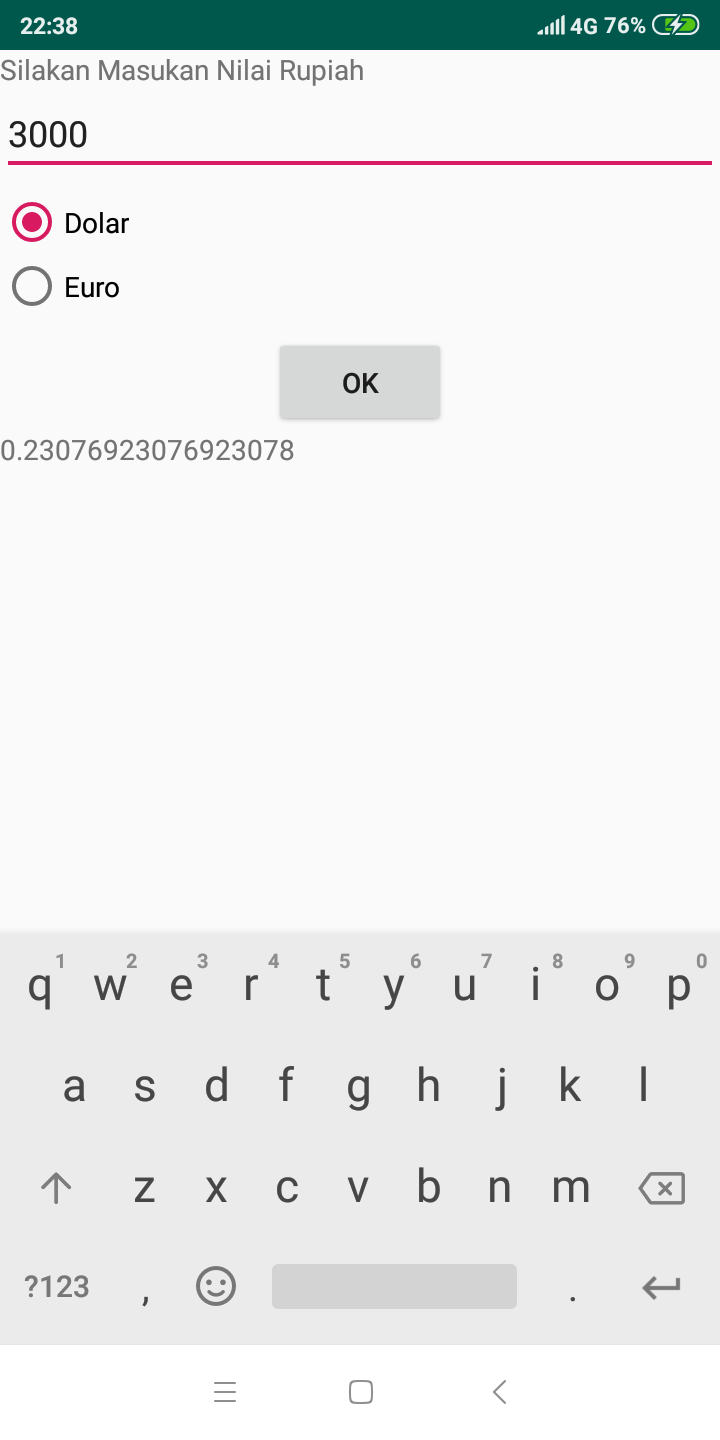 22:38 4G 76%
Silakan Masukan Nilai Rupiah
3000
Dolar
Euro
OK
0.23076923076923078
1 2 3 4 5 6 7 8 9 0
q w e r t y u i o p
a s d f g h j k l
z x c v b n m
?123 , .